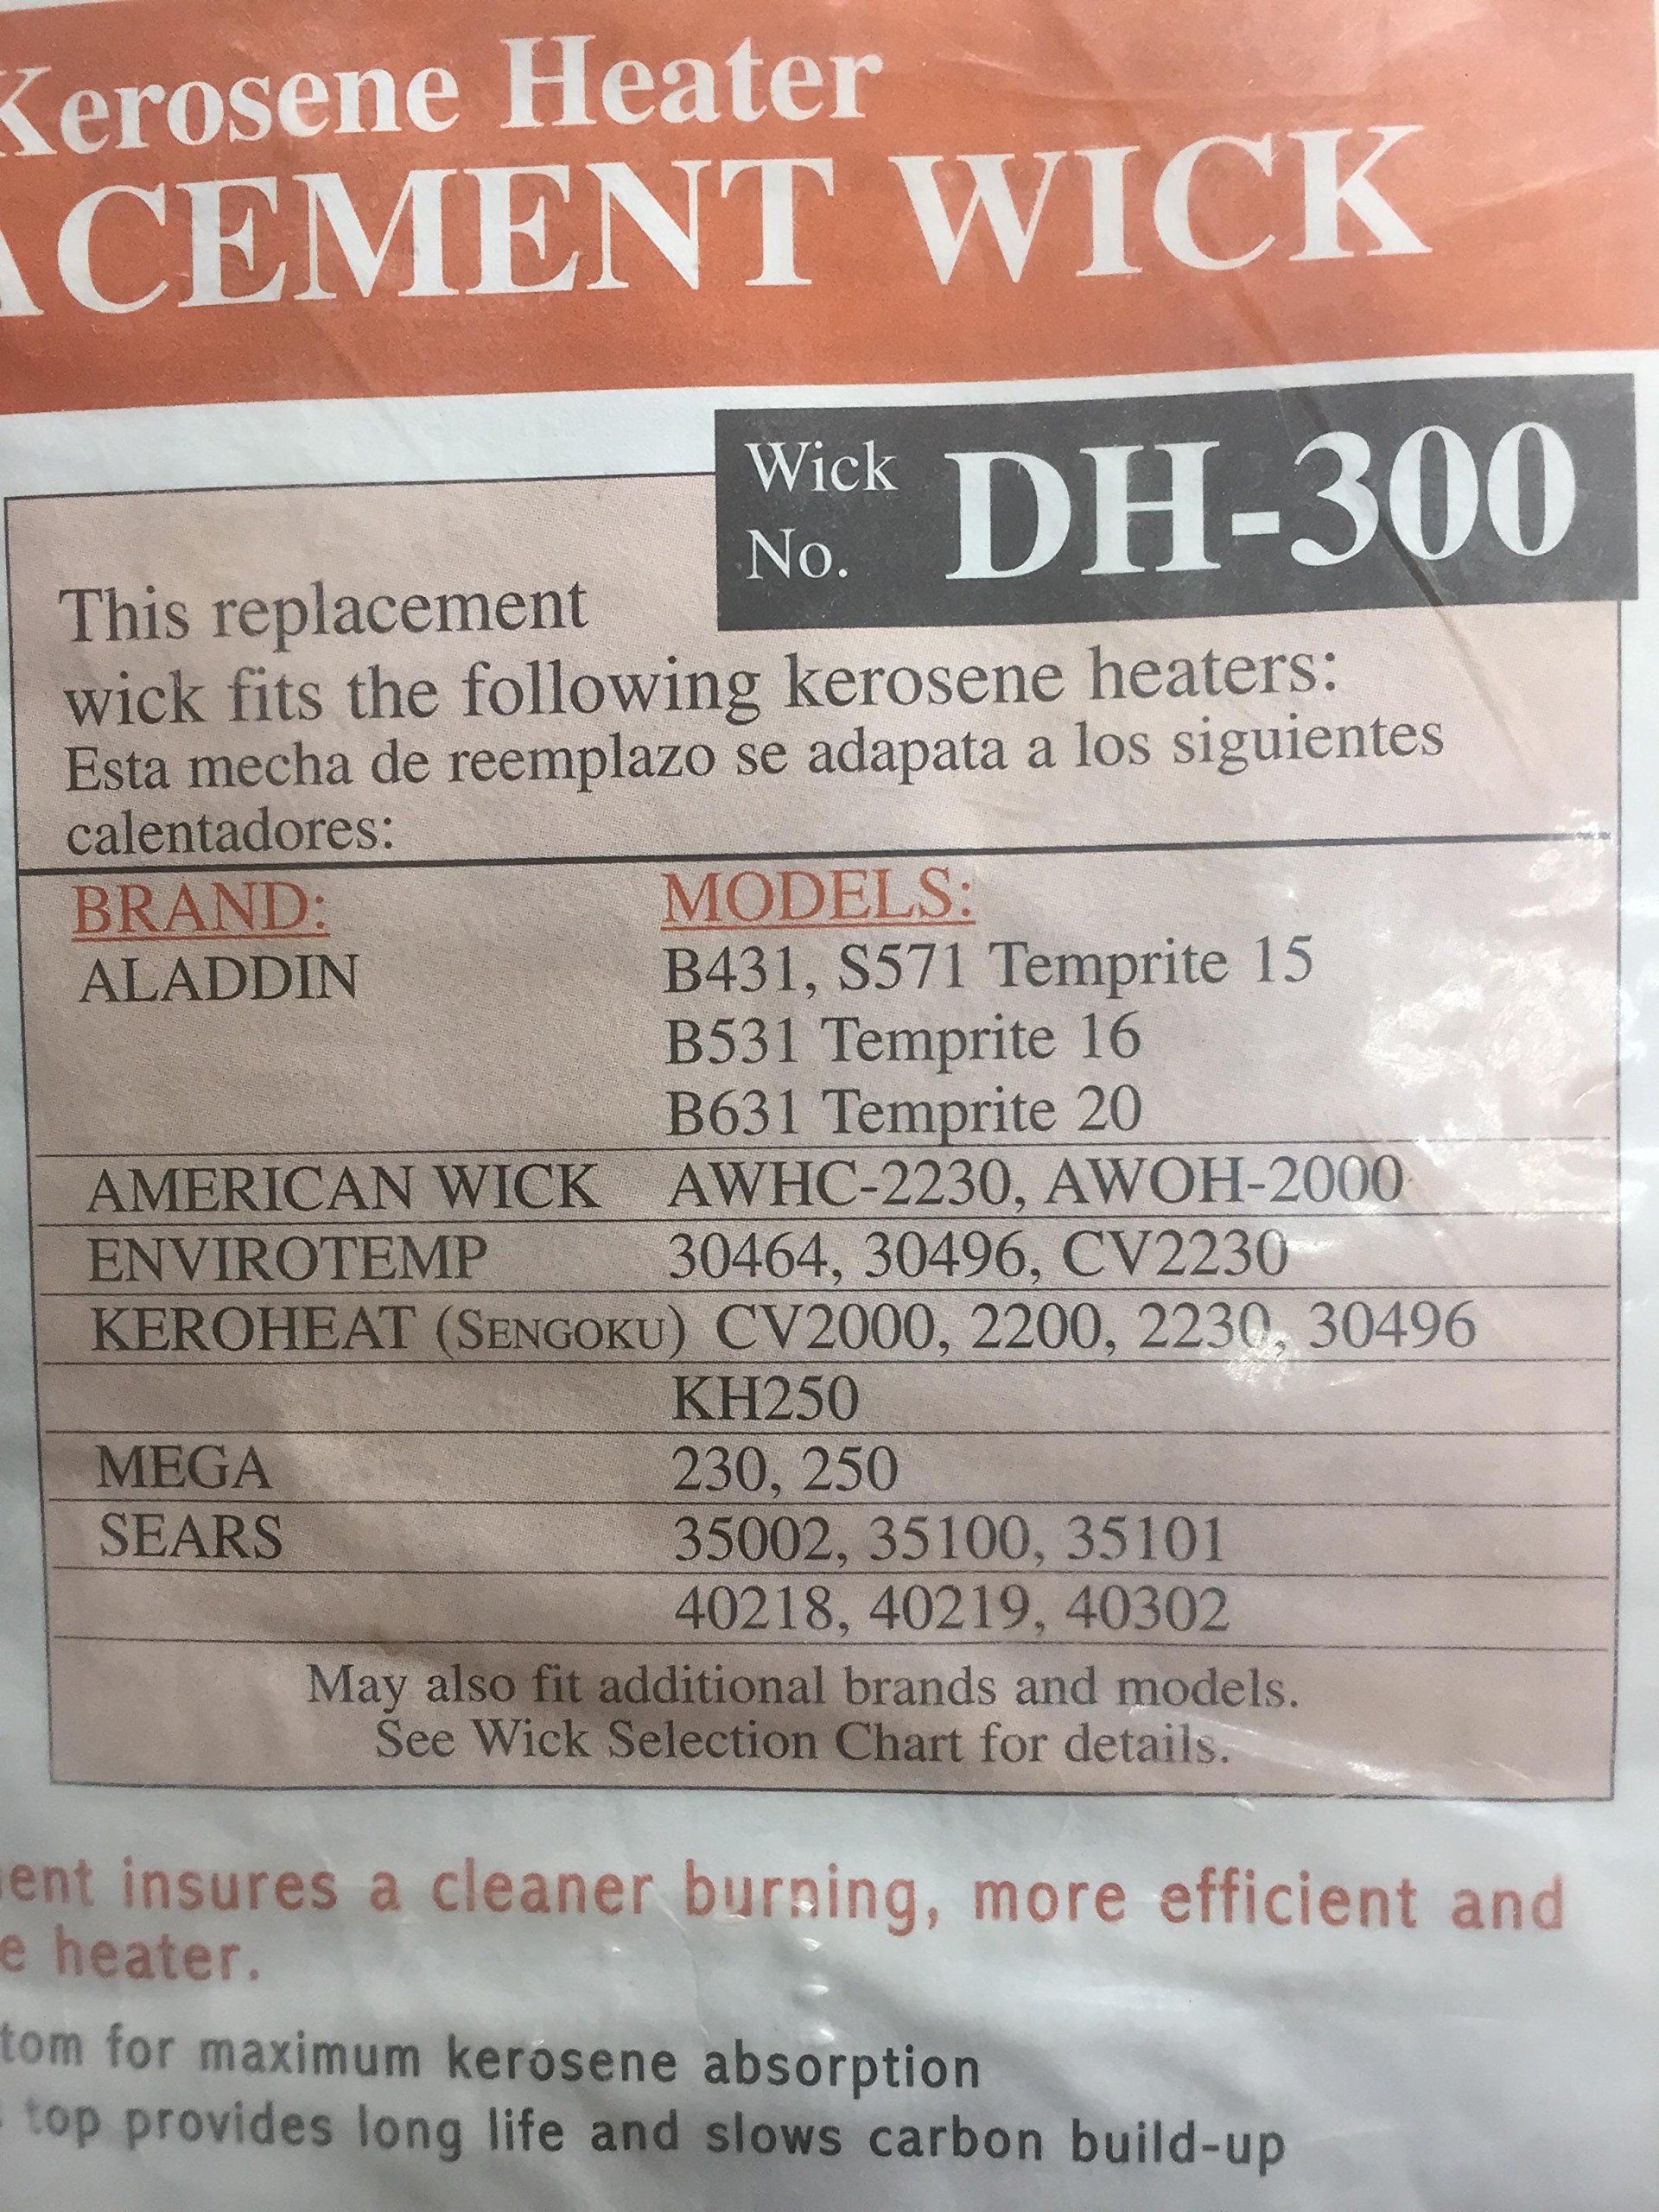 Kerosene Heater
ACEMENT WICK
Wick
No. DH-300
This replacement
wick fits the following kerosene heaters:
Esta mecha de reemplazo se adapata a los siguientes
calentadores:
BRAND: MODELS:
ALADDIN B431, S571 Temprite 15
B531 Temprite 16
B631 Temprite 20
AMERICAN WICK AWHC-2230, AWOH-2000
ENVIROTEMP 30464, 30496, CV2230
KEROHEAT (SENGOKU) CV2000, 2200, 2230, 30496
KH250
MEGA 230, 250
SEARS 35002, 35100, 35101
40218, 40219, 40302
May also fit additional brands and models.
See Wick Selection Chart for details.
ent insures a cleaner burning, more efficient and
e heater.
tom for maximum kerosene absorption
top provides long life and slows carbon build-up